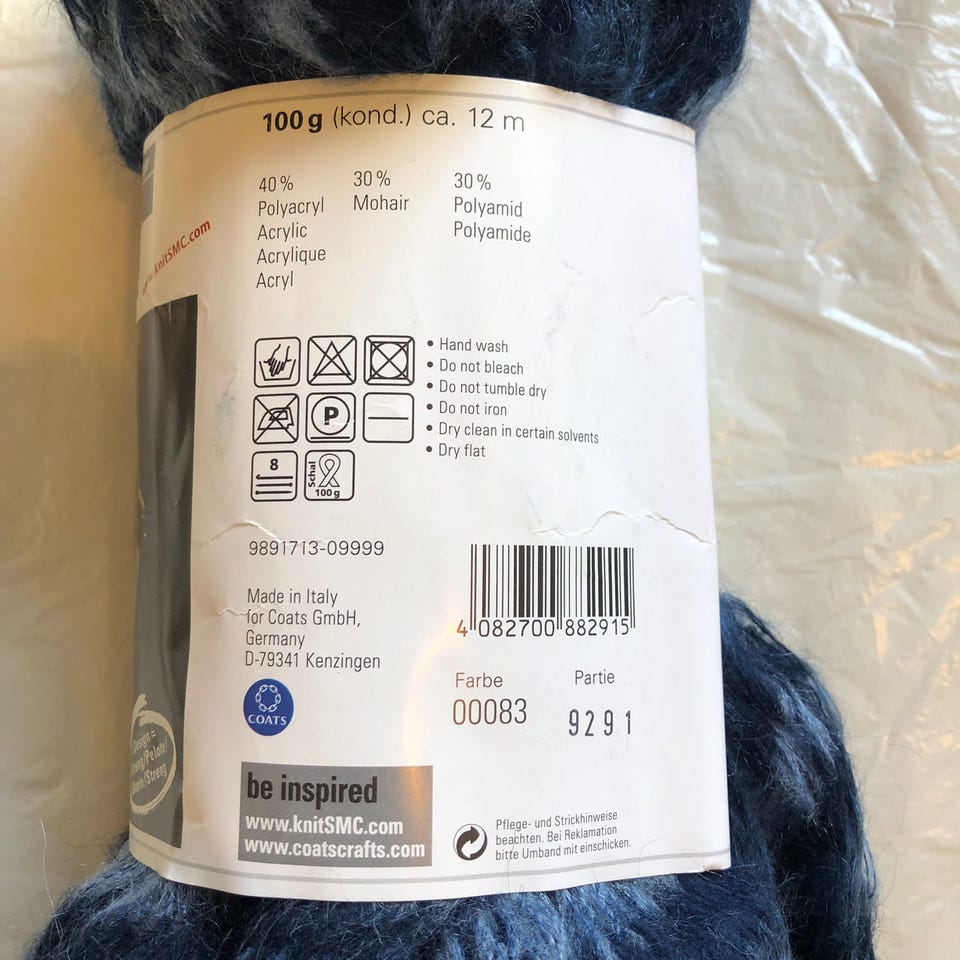 100 g (kond.) ca. 12 m
40 %
Polyacryl
Acrylic
Acrylique
Acryl
30 %
Mohair
30 %
Polyamid
Polyamide
knitSMC.com
• Hand wash
• Do not bleach
• Do not tumble dry
• Do not iron
• Dry clean in certain solvents
• Dry flat
P
8
Schal
100 g
9891713-09999
Made in Italy
for Coats GmbH,
Germany
D-79341 Kenzingen
COATS
4 082700 882915
Farbe
00083
Partie
9291
Design =
/Pelote/
/Streng
be inspired
www.knitSMC.com
www.coatscrafts.com
Pflege- und Strickhinweise
beachten. Bei Reklamation
bitte Umband mit einschicken.